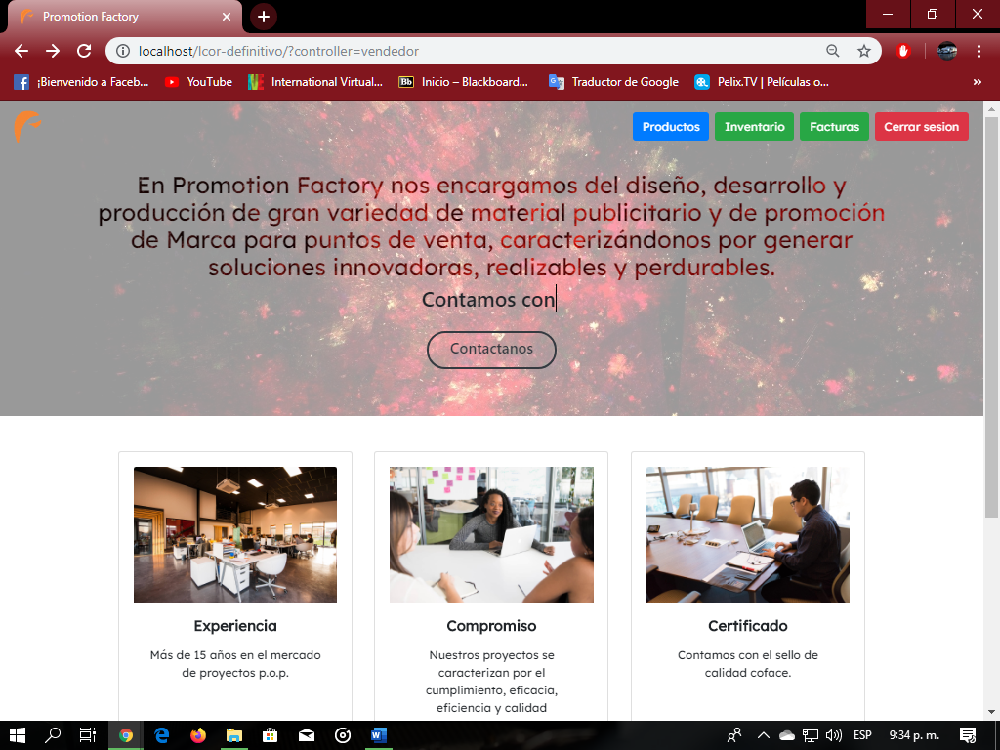 Promotion Factory
localhost/lcor-definitivo/?controller=vendedor
¡Bienvenido a Faceb...
YouTube
International Virtual...
Bb
Inicio – Blackboard...
Traductor de Google
Pelix.TV | Películas o...
»
Productos
Inventario
Facturas
Cerrar sesion
En Promotion Factory nos encargamos del diseño, desarrollo y
producción de gran variedad de material publicitario y de promoción
de Marca para puntos de venta, caracterizándonos por generar
soluciones innovadoras, realizables y perdurables.
Contamos con
Contactanos
Experiencia
Más de 15 años en el mercado
de proyectos p.o.p.
Compromiso
Nuestros proyectos se
caracterizan por el
cumplimiento, eficacia,
eficiencia y calidad
Certificado
Contamos con el sello de
calidad coface.
ESP
9:34 p. m.